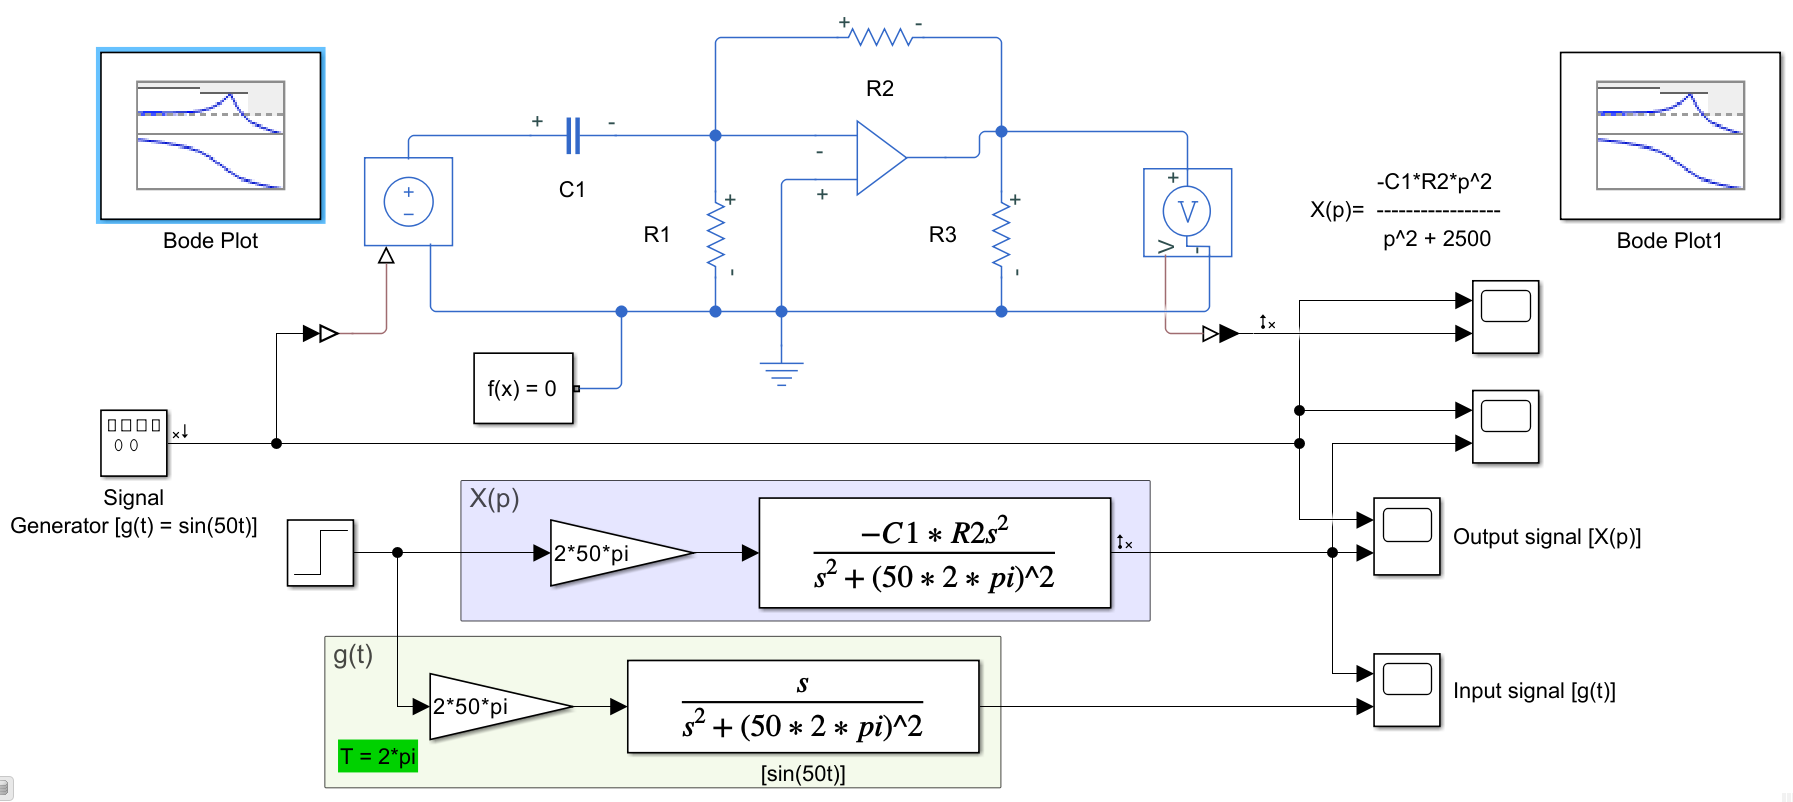 + -
R2
+ -
C1
-
+
+
-
R1
+
-
R3
+
-
+
V
-
V
Bode Plot
-C1*R2*p^2
X(p)= -----------------
p^2 + 2500
Bode Plot1
f(x) = 0
Signal
Generator [g(t) = sin(50t)]
X(p)
2*50*pi
−C1 ∗ R2s²
s² + (50 ∗ 2 ∗ pi)^2
Output signal [X(p)]
g(t)
2*50*pi
s
s² + (50 ∗ 2 ∗ pi)^2
T = 2*pi
[sin(50t)]
Input signal [g(t)]